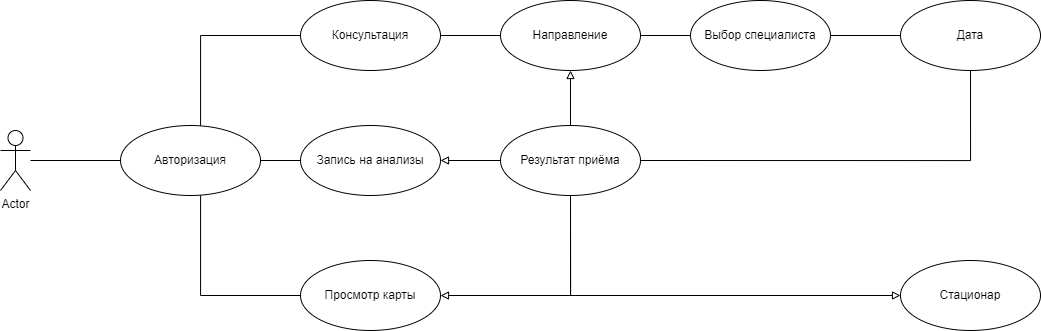 Консультация
Направление
Выбор специалиста
Дата
Авторизация
Запись на анализы
Результат приёма
Actor
Просмотр карты
Стационар